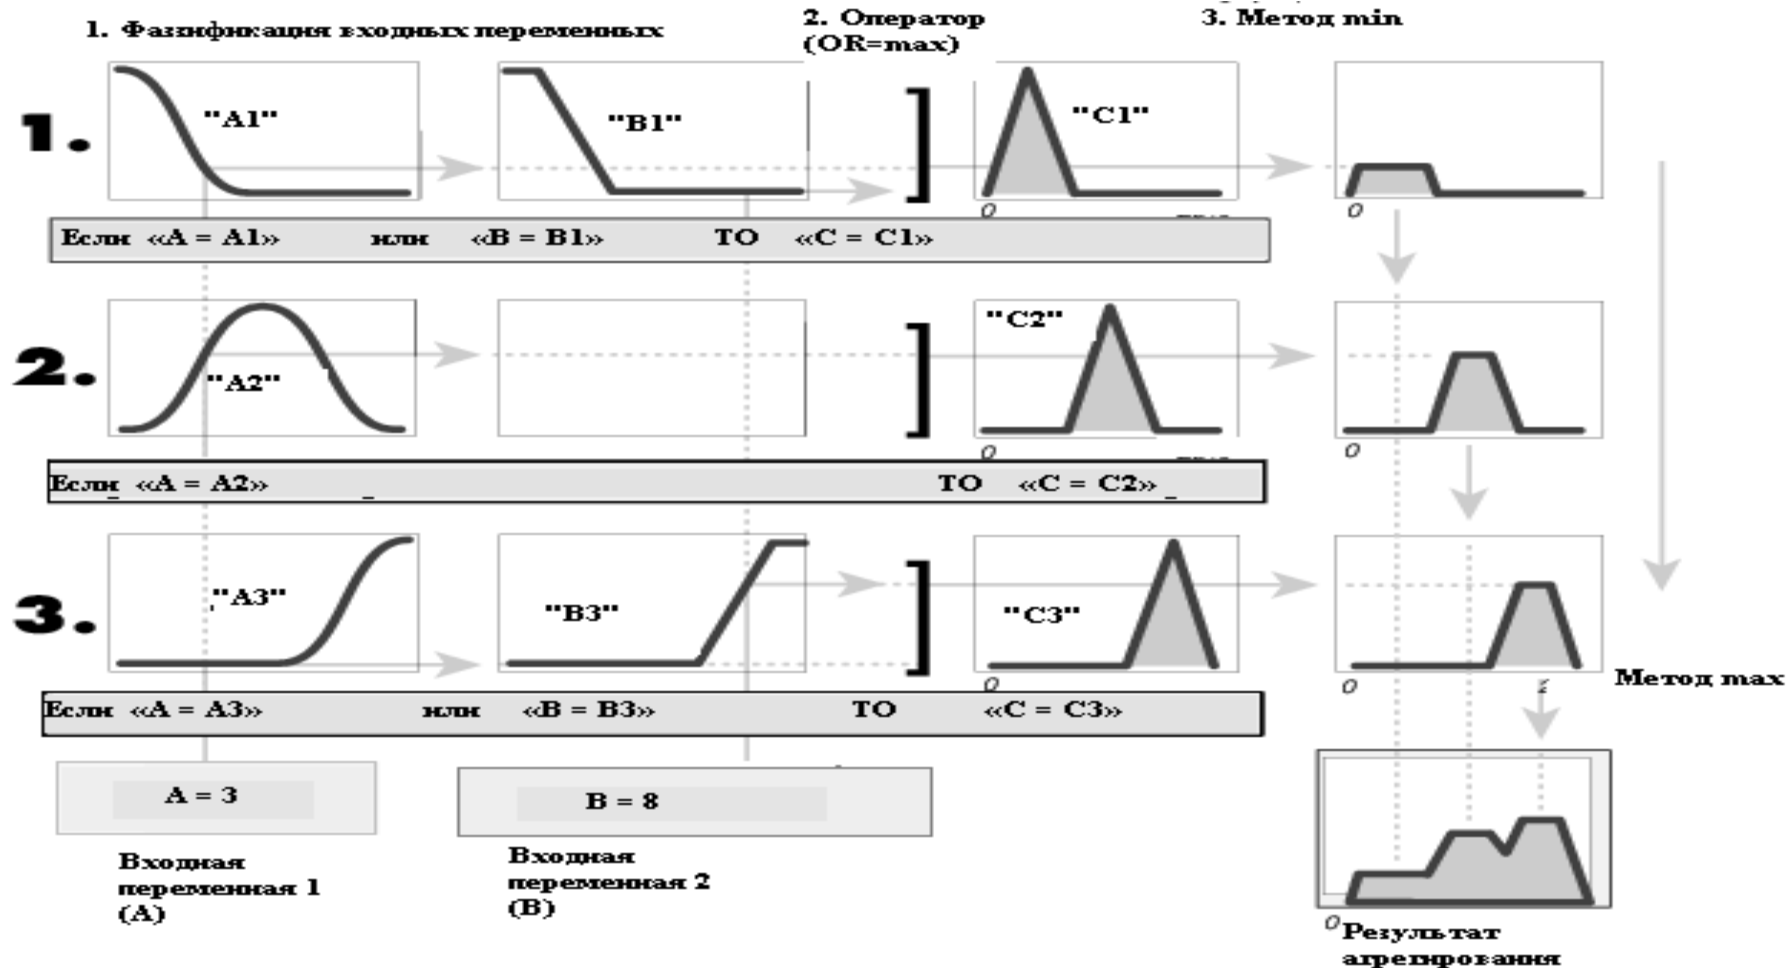 1. Фаззификация входных переменных
2. Оператор
(OR=max)
3. Метод min
1.
"A1"
"B1"
"C1"
0
0
Если «A = A1» или «B = B1» ТО «C = C1»
2.
"A2"
"C2"
0
0
Если «A = A2» ТО «C = C2»
3.
"A3"
"B3"
"C3"
0
0
Метод max
Если «A = A3» или «B = B3» ТО «C = C3»
A = 3
B = 8
Входная
переменная 1
(A)
Входная
переменная 2
(B)
0
Результат
агрегирования